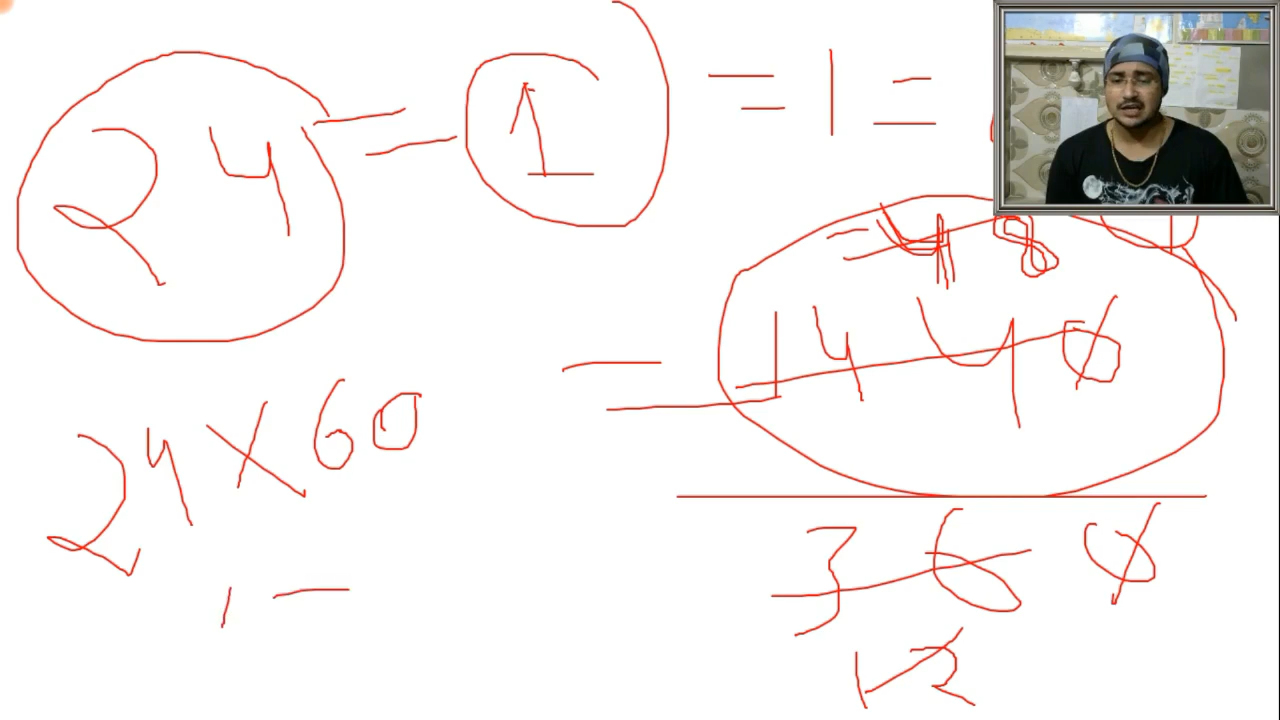 24 = 1 = 1 =
= 48
= 1440
24 × 60
360
1 -
12